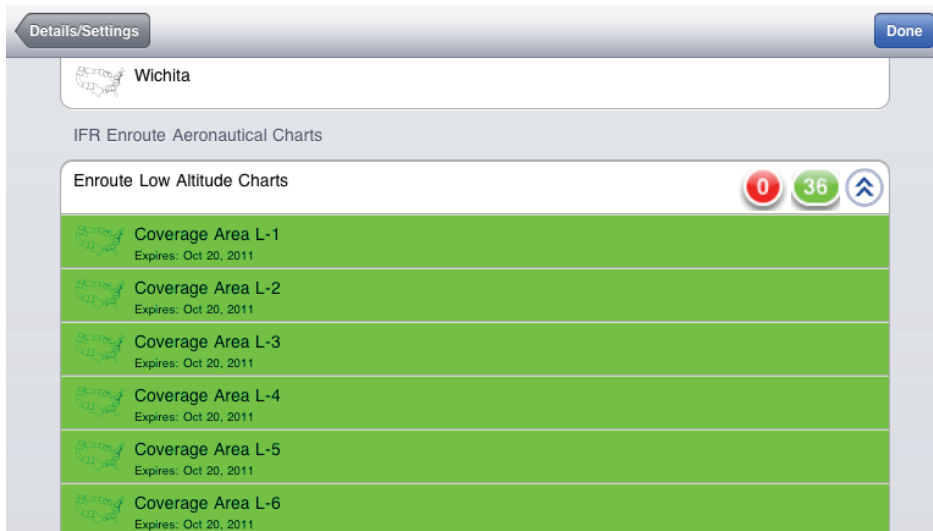 Details/Settings
Done
Wichita
IFR Enroute Aeronautical Charts
Enroute Low Altitude Charts
0
36
Coverage Area L-1
Expires: Oct 20, 2011
Coverage Area L-2
Expires: Oct 20, 2011
Coverage Area L-3
Expires: Oct 20, 2011
Coverage Area L-4
Expires: Oct 20, 2011
Coverage Area L-5
Expires: Oct 20, 2011
Coverage Area L-6
Expires: Oct 20, 2011